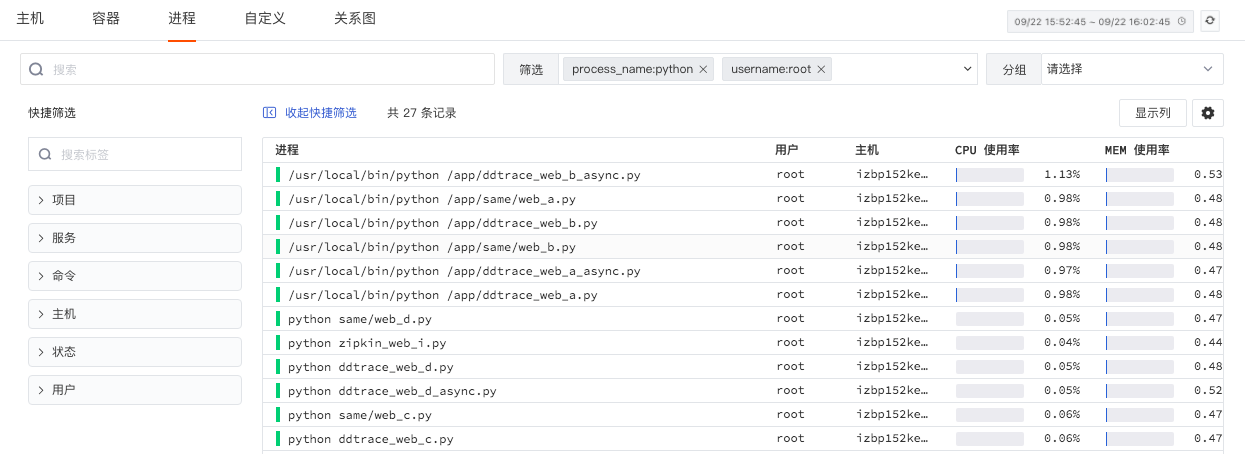 主机 容器 进程 自定义 关系图 09/22 15:52:45 ~ 09/22 16:02:45
搜索 筛选 process_name:python username:root 分组 请选择
快捷筛选 收起快捷筛选 共 27 条记录 显示列
搜索标签
项目
服务
命令
主机
状态
用户
进程 用户 主机 CPU 使用率 MEM 使用率
/usr/local/bin/python /app/ddtrace_web_b_async.py root izbp152ke… 1.13% 0.53
/usr/local/bin/python /app/same/web_a.py root izbp152ke… 0.98% 0.48
/usr/local/bin/python /app/ddtrace_web_b.py root izbp152ke… 0.98% 0.48
/usr/local/bin/python /app/same/web_b.py root izbp152ke… 0.98% 0.48
/usr/local/bin/python /app/ddtrace_web_a_async.py root izbp152ke… 0.97% 0.47
/usr/local/bin/python /app/ddtrace_web_a.py root izbp152ke… 0.98% 0.48
python same/web_d.py root izbp152ke… 0.05% 0.47
python zipkin_web_i.py root izbp152ke… 0.04% 0.44
python ddtrace_web_d.py root izbp152ke… 0.05% 0.48
python ddtrace_web_d_async.py root izbp152ke… 0.05% 0.52
python same/web_c.py root izbp152ke… 0.06% 0.47
python ddtrace_web_c.py root izbp152ke… 0.06% 0.47